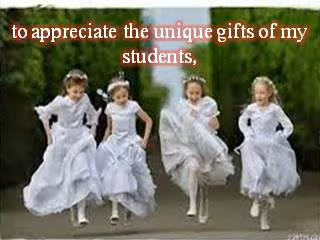 to appreciate the unique gifts of my
students,